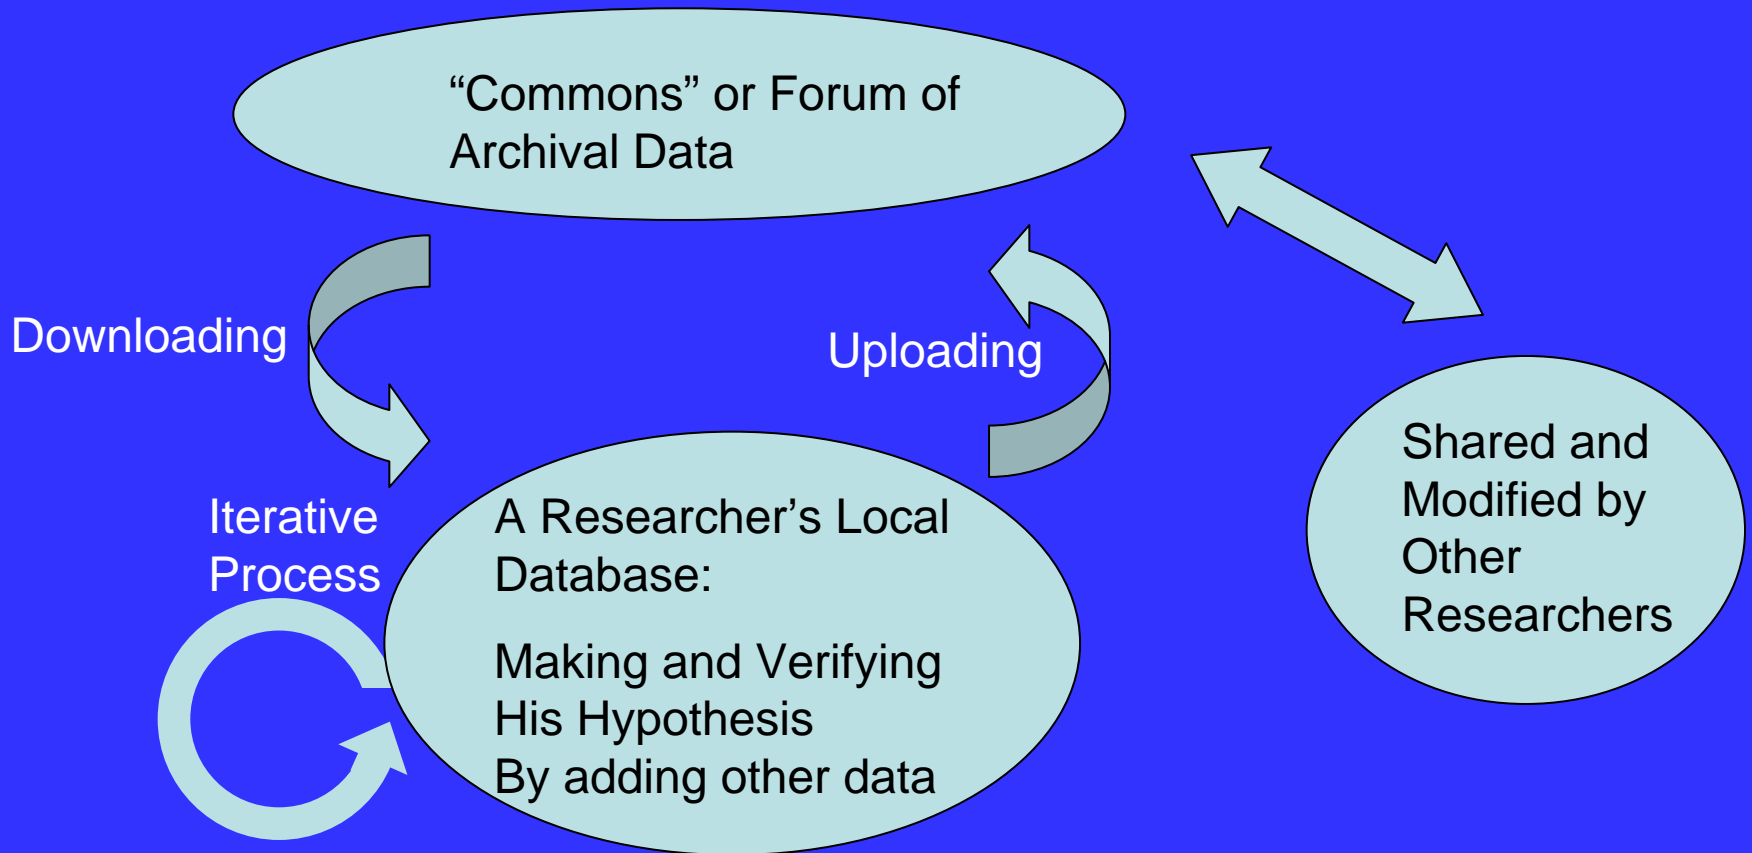 “Commons” or Forum of
Archival Data
Downloading
Uploading
Iterative
Process
A Researcher’s Local
Database:
Making and Verifying
His Hypothesis
By adding other data
Shared and
Modified by
Other
Researchers